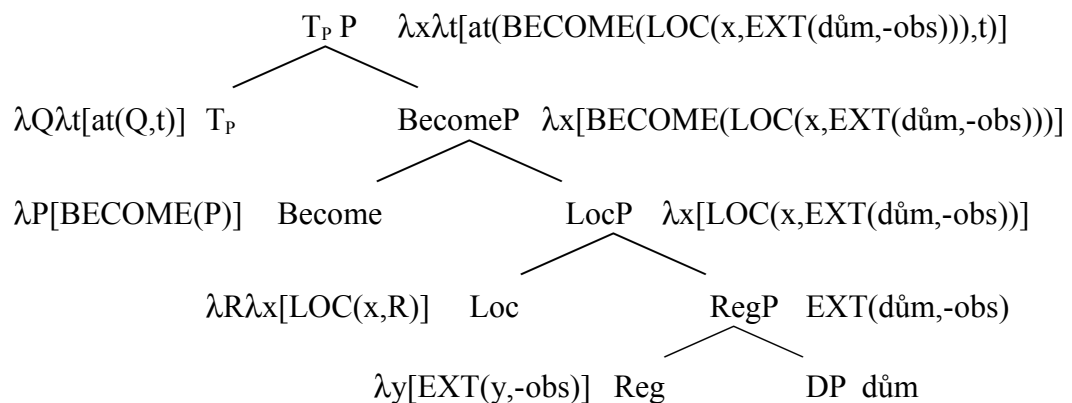 T_P P λxλt[at(BECOME(LOC(x,EXT(dům,-obs))),t)]
λQλt[at(Q,t)] T_P BecomeP λx[BECOME(LOC(x,EXT(dům,-obs)))]
λP[BECOME(P)] Become LocP λx[LOC(x,EXT(dům,-obs))]
λRλx[LOC(x,R)] Loc RegP EXT(dům,-obs)
λy[EXT(y,-obs)] Reg DP dům